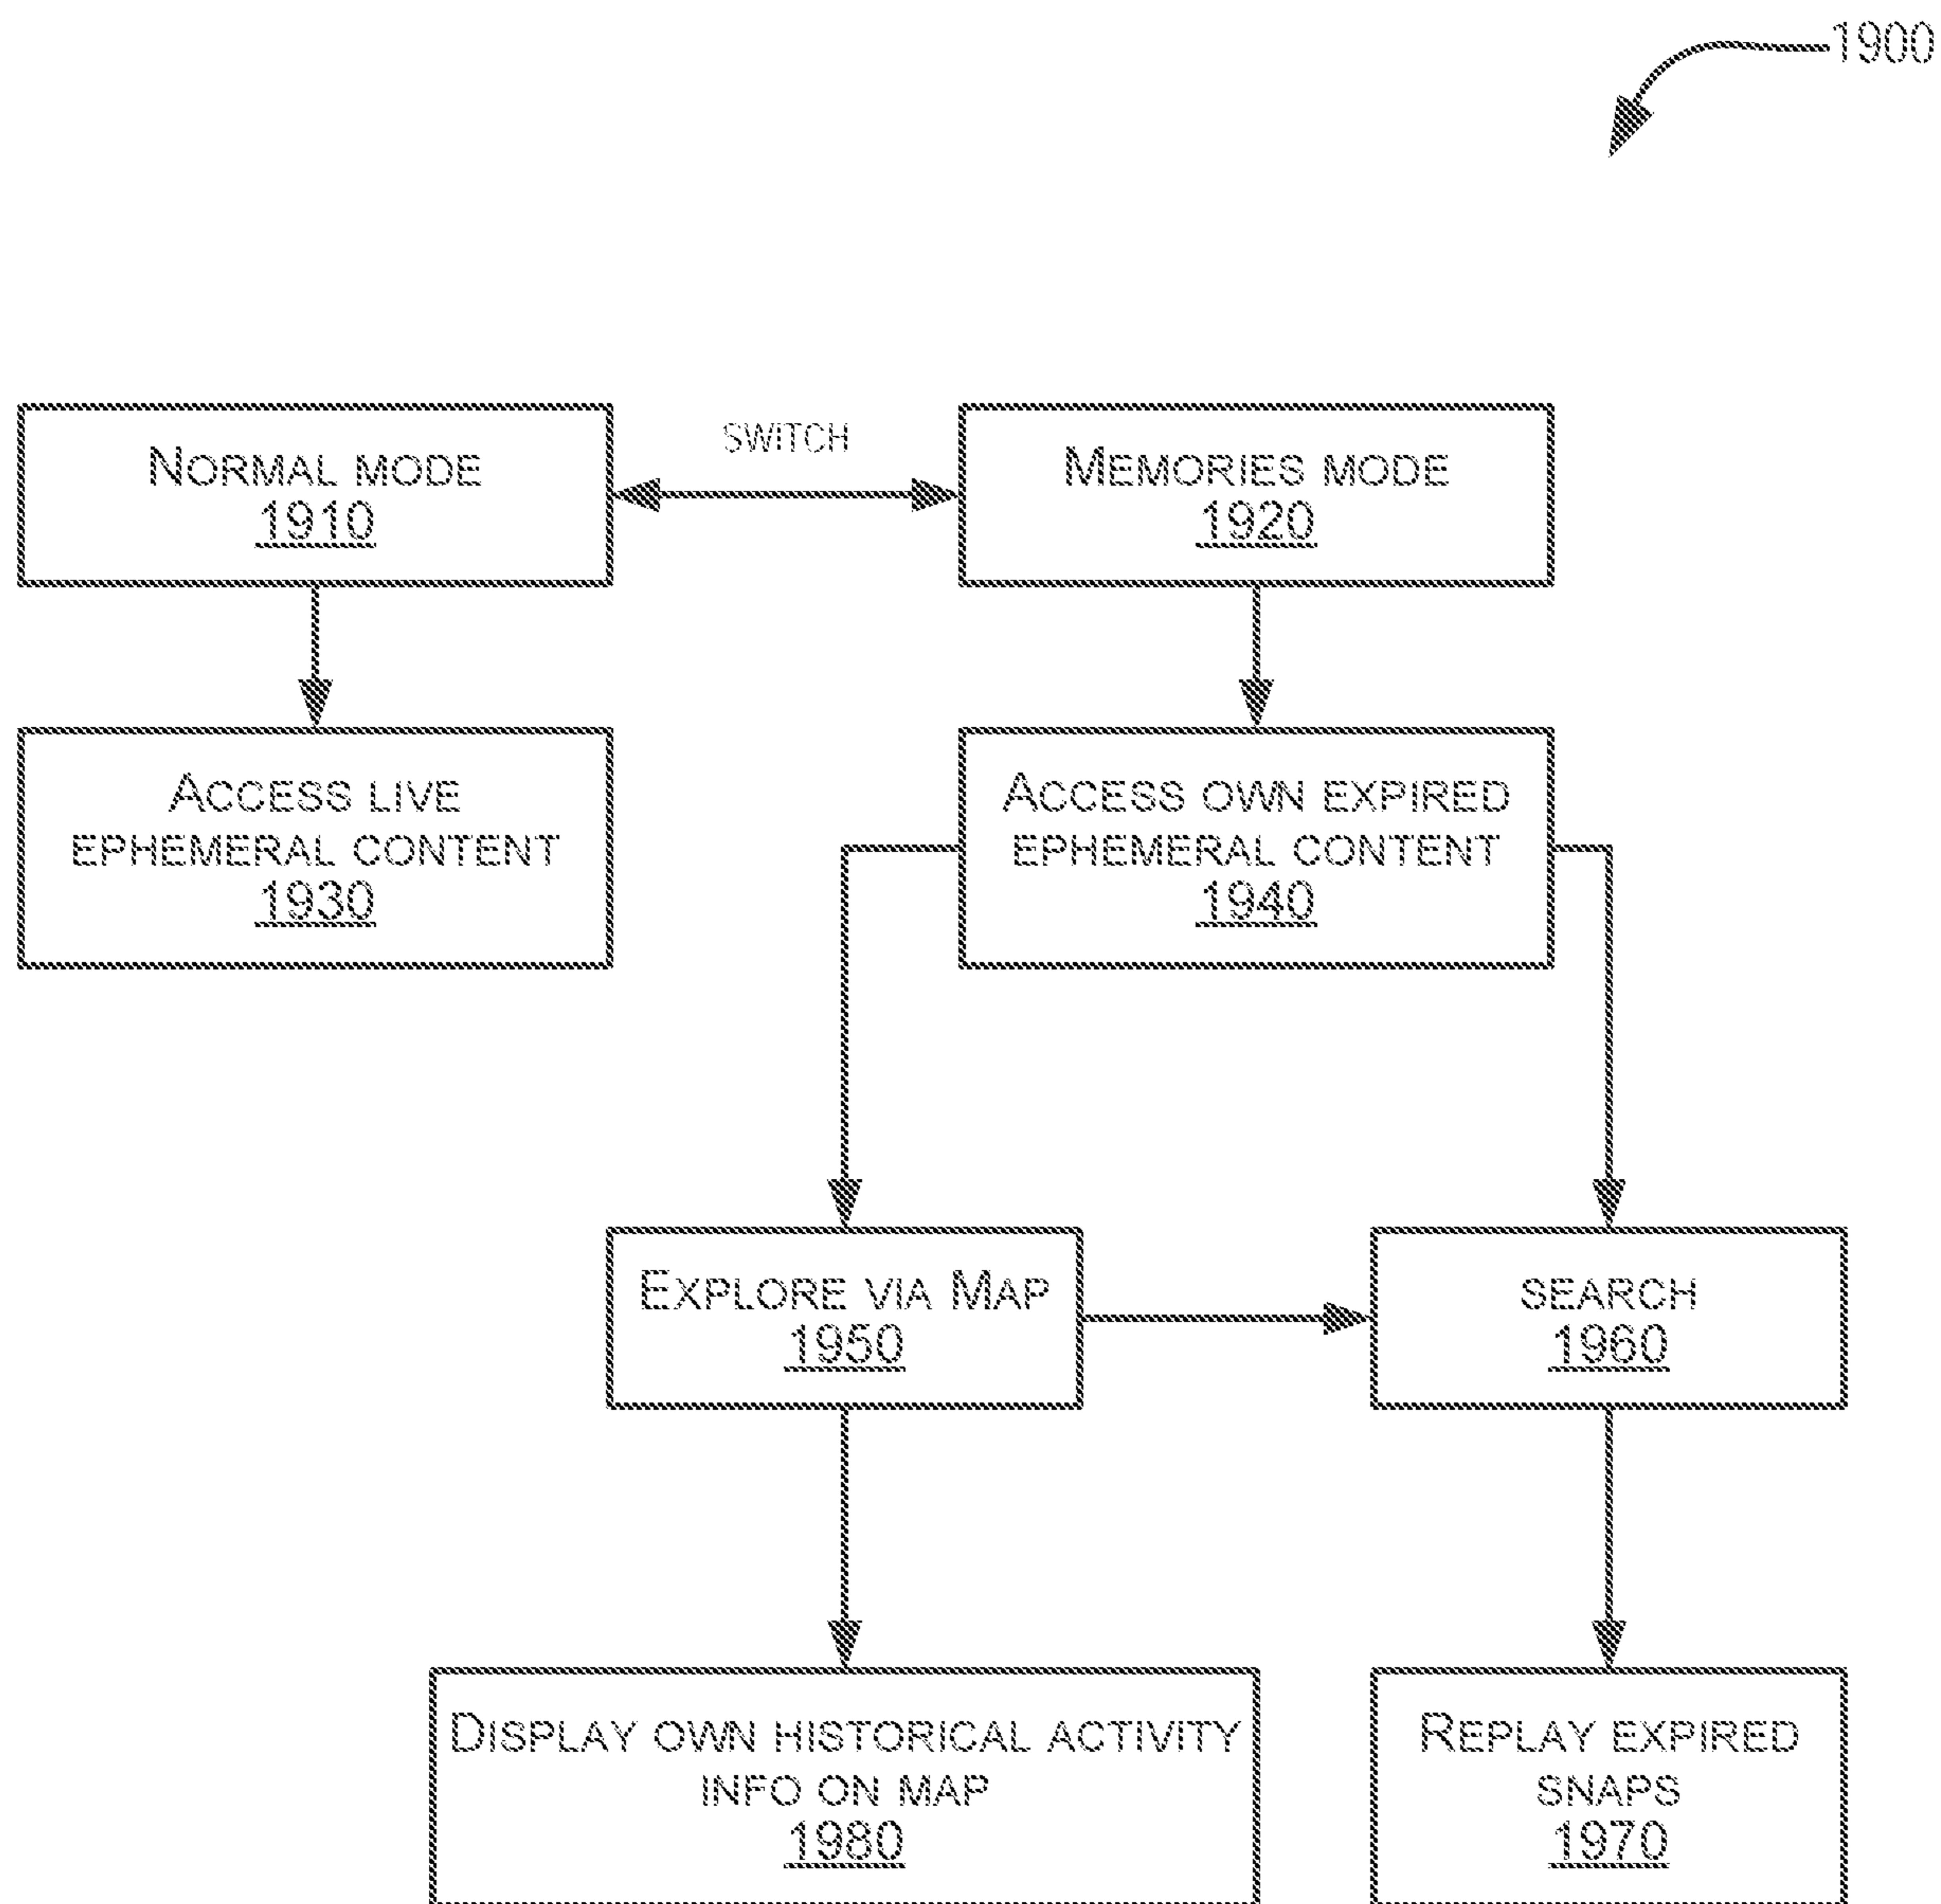 1900
NORMAL MODE
1910
SWITCH
MEMORIES MODE
1920
ACCESS LIVE
EPHEMERAL CONTENT
1930
ACCESS OWN EXPIRED
EPHEMERAL CONTENT
1940
EXPLORE VIA MAP
1950
SEARCH
1960
DISPLAY OWN HISTORICAL ACTIVITY
INFO ON MAP
1980
REPLAY EXPIRED
SNAPS
1970